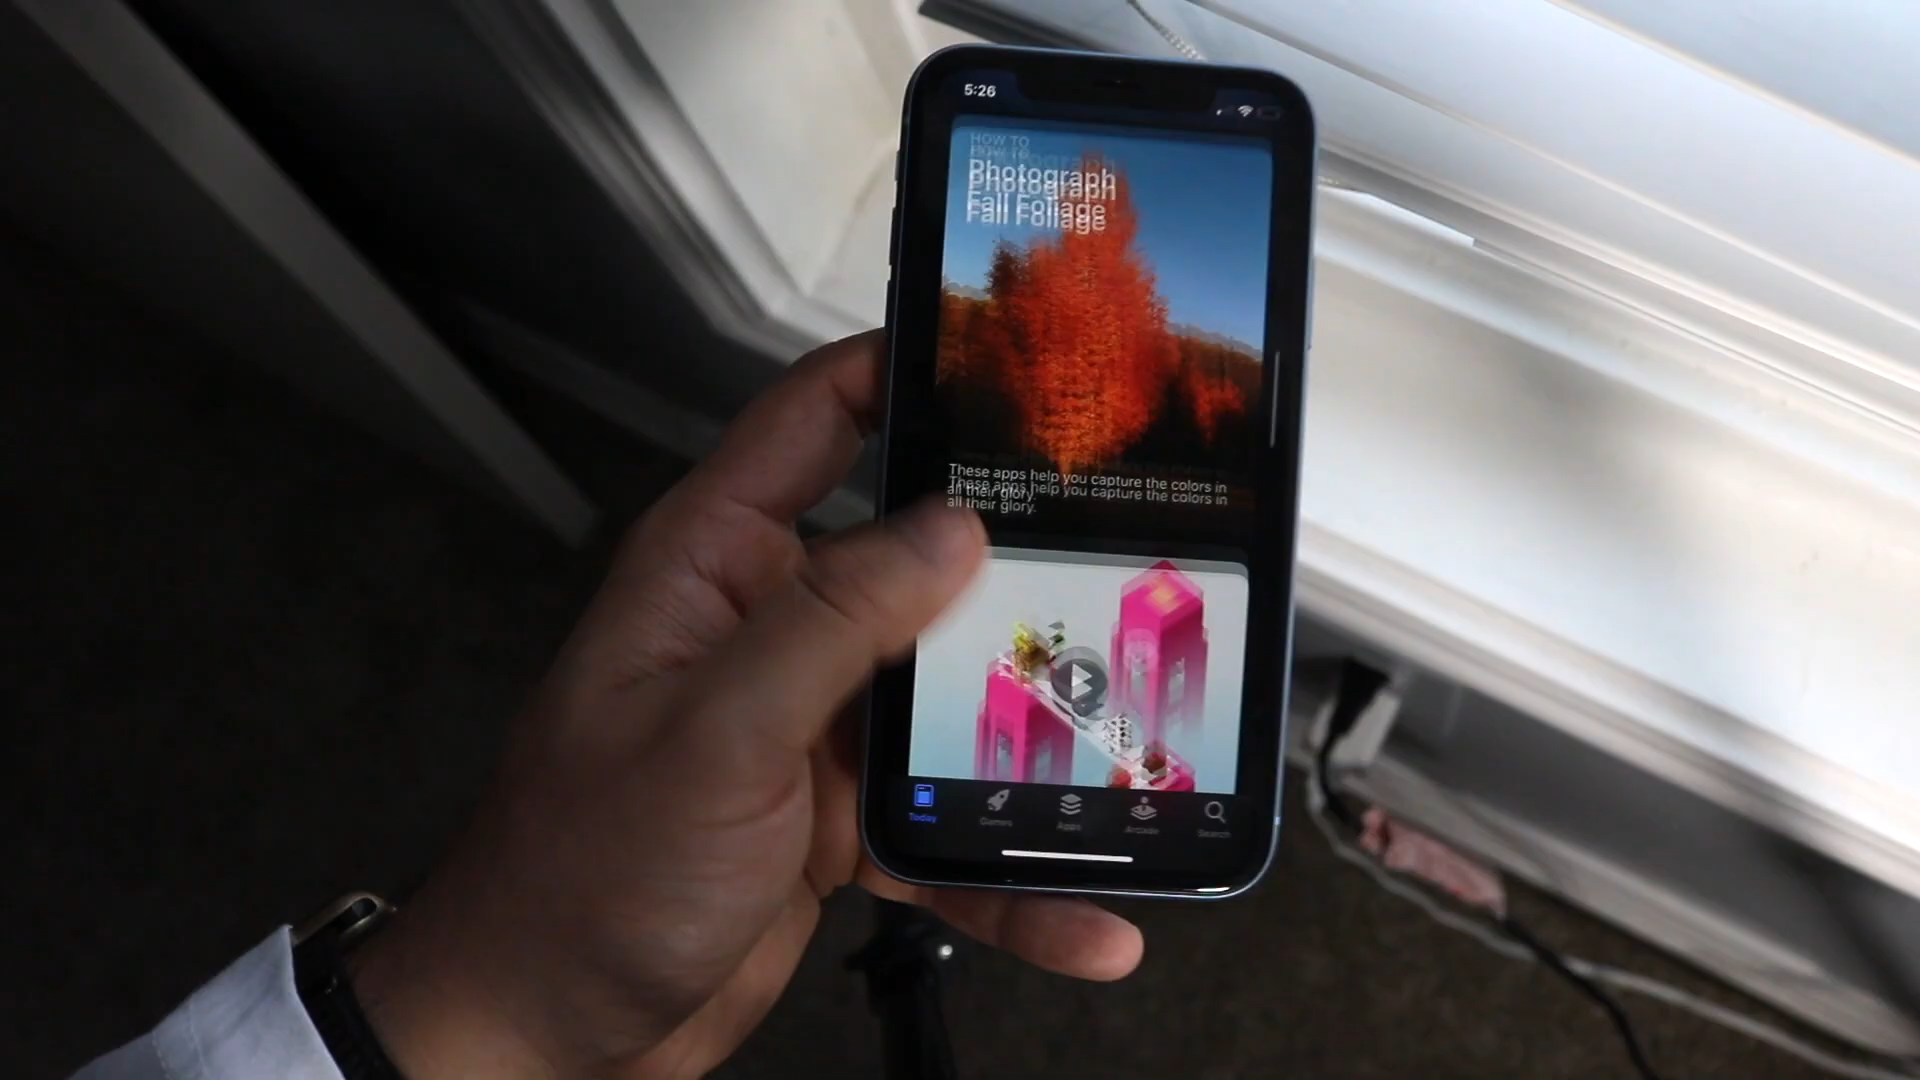 5:26
HOW TO
Photograph
Fall Foliage
These apps help you capture the colors in
all their glory.
Today
Games
Apps
Arcade
Search